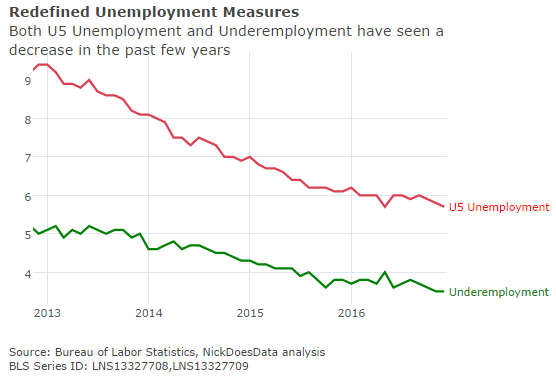 Redefined Unemployment Measures
Both U5 Unemployment and Underemployment have seen a
decrease in the past few years
9
8
7
6
5
4
U5 Unemployment
Underemployment
2013
2014
2015
2016
Source: Bureau of Labor Statistics, NickDoesData analysis
BLS Series ID: LNS13327708,LNS13327709